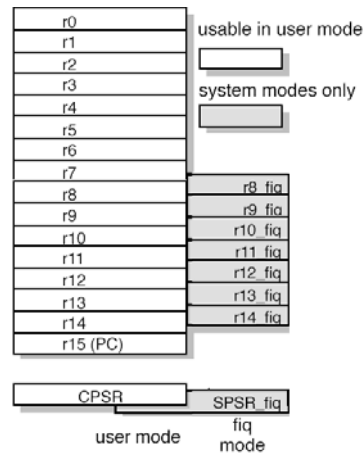 r0
usable in user mode
r1
r2
r3
system modes only
r4
r5
r6
r7
r8
r8_fiq
r9
r9_fiq
r10
r10_fiq
r11
r11_fiq
r12
r12_fiq
r13
r13_fiq
r14
r14_fiq
r15 (PC)
CPSR
SPSR_fiq
user mode
fiq
mode